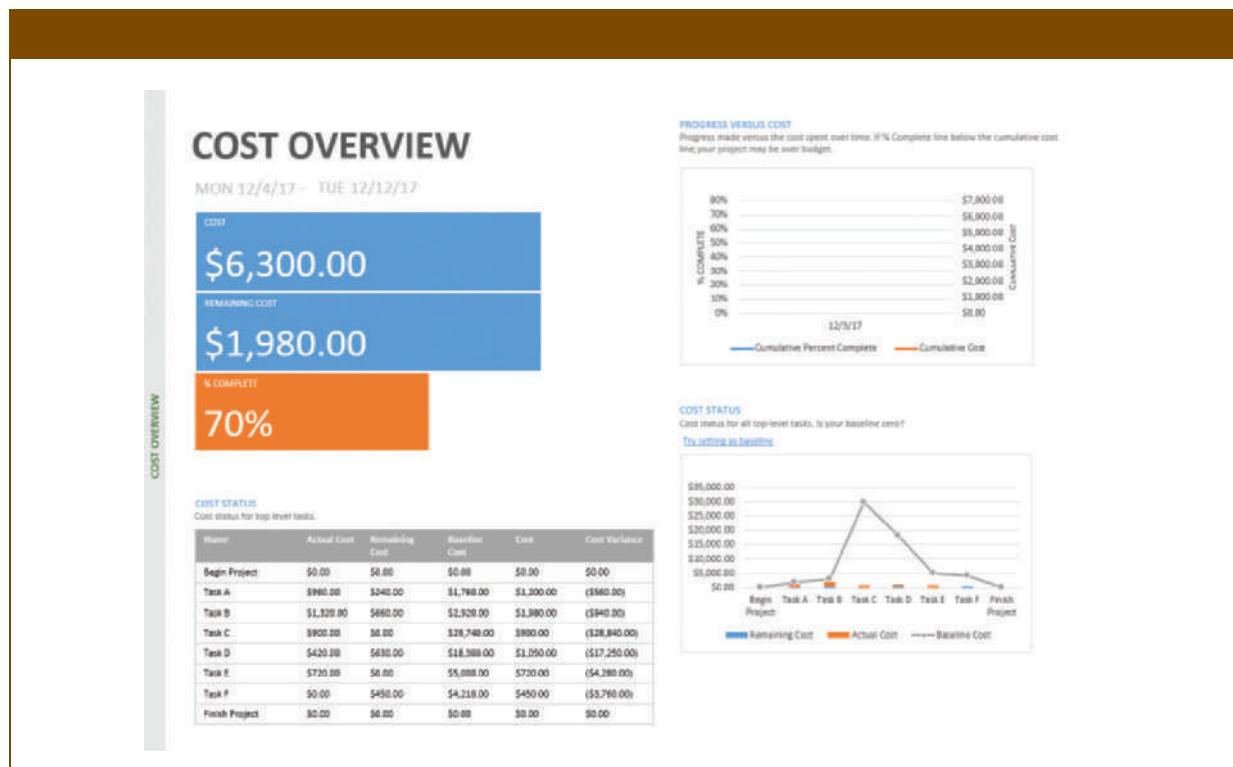 COST OVERVIEW
COST OVERVIEW
MON 12/4/17 - TUE 12/12/17
COST
$6,300.00
REMAINING COST
$1,980.00
% COMPLETE
70%
COST STATUS
Cost status for top-level tasks.
Name Actual Cost Remaining Cost Baseline Cost Cost Cost Variance
Begin Project $0.00 $0.00 $0.00 $0.00 $0.00
Task A $960.00 $240.00 $1,760.00 $1,200.00 ($560.00)
Task B $1,320.00 $660.00 $2,920.00 $1,980.00 ($940.00)
Task C $900.00 $0.00 $29,740.00 $900.00 ($28,840.00)
Task D $420.00 $630.00 $18,300.00 $1,050.00 ($17,250.00)
Task E $720.00 $0.00 $5,000.00 $720.00 ($4,280.00)
Task F $0.00 $450.00 $4,210.00 $450.00 ($3,760.00)
Finish Project $0.00 $0.00 $0.00 $0.00 $0.00
PROGRESS VERSUS COST
Progress made versus the cost spent over time. If % Complete line below the cumulative cost
line, your project may be over budget.
% COMPLETE
80%
70%
60%
50%
40%
30%
20%
10%
0%
$7,000.00
$6,000.00
$5,000.00
$4,000.00
$3,000.00
$2,000.00
$1,000.00
$0.00
CUMULATIVE COST
12/3/17
Cumulative Percent Complete Cumulative Cost
COST STATUS
Cost status for all top-level tasks. Is your baseline zero?
Try setting as baseline
$35,000.00
$30,000.00
$25,000.00
$20,000.00
$15,000.00
$10,000.00
$5,000.00
$0.00
Begin Project Task A Task B Task C Task D Task E Task F Finish Project
Remaining Cost Actual Cost Baseline Cost